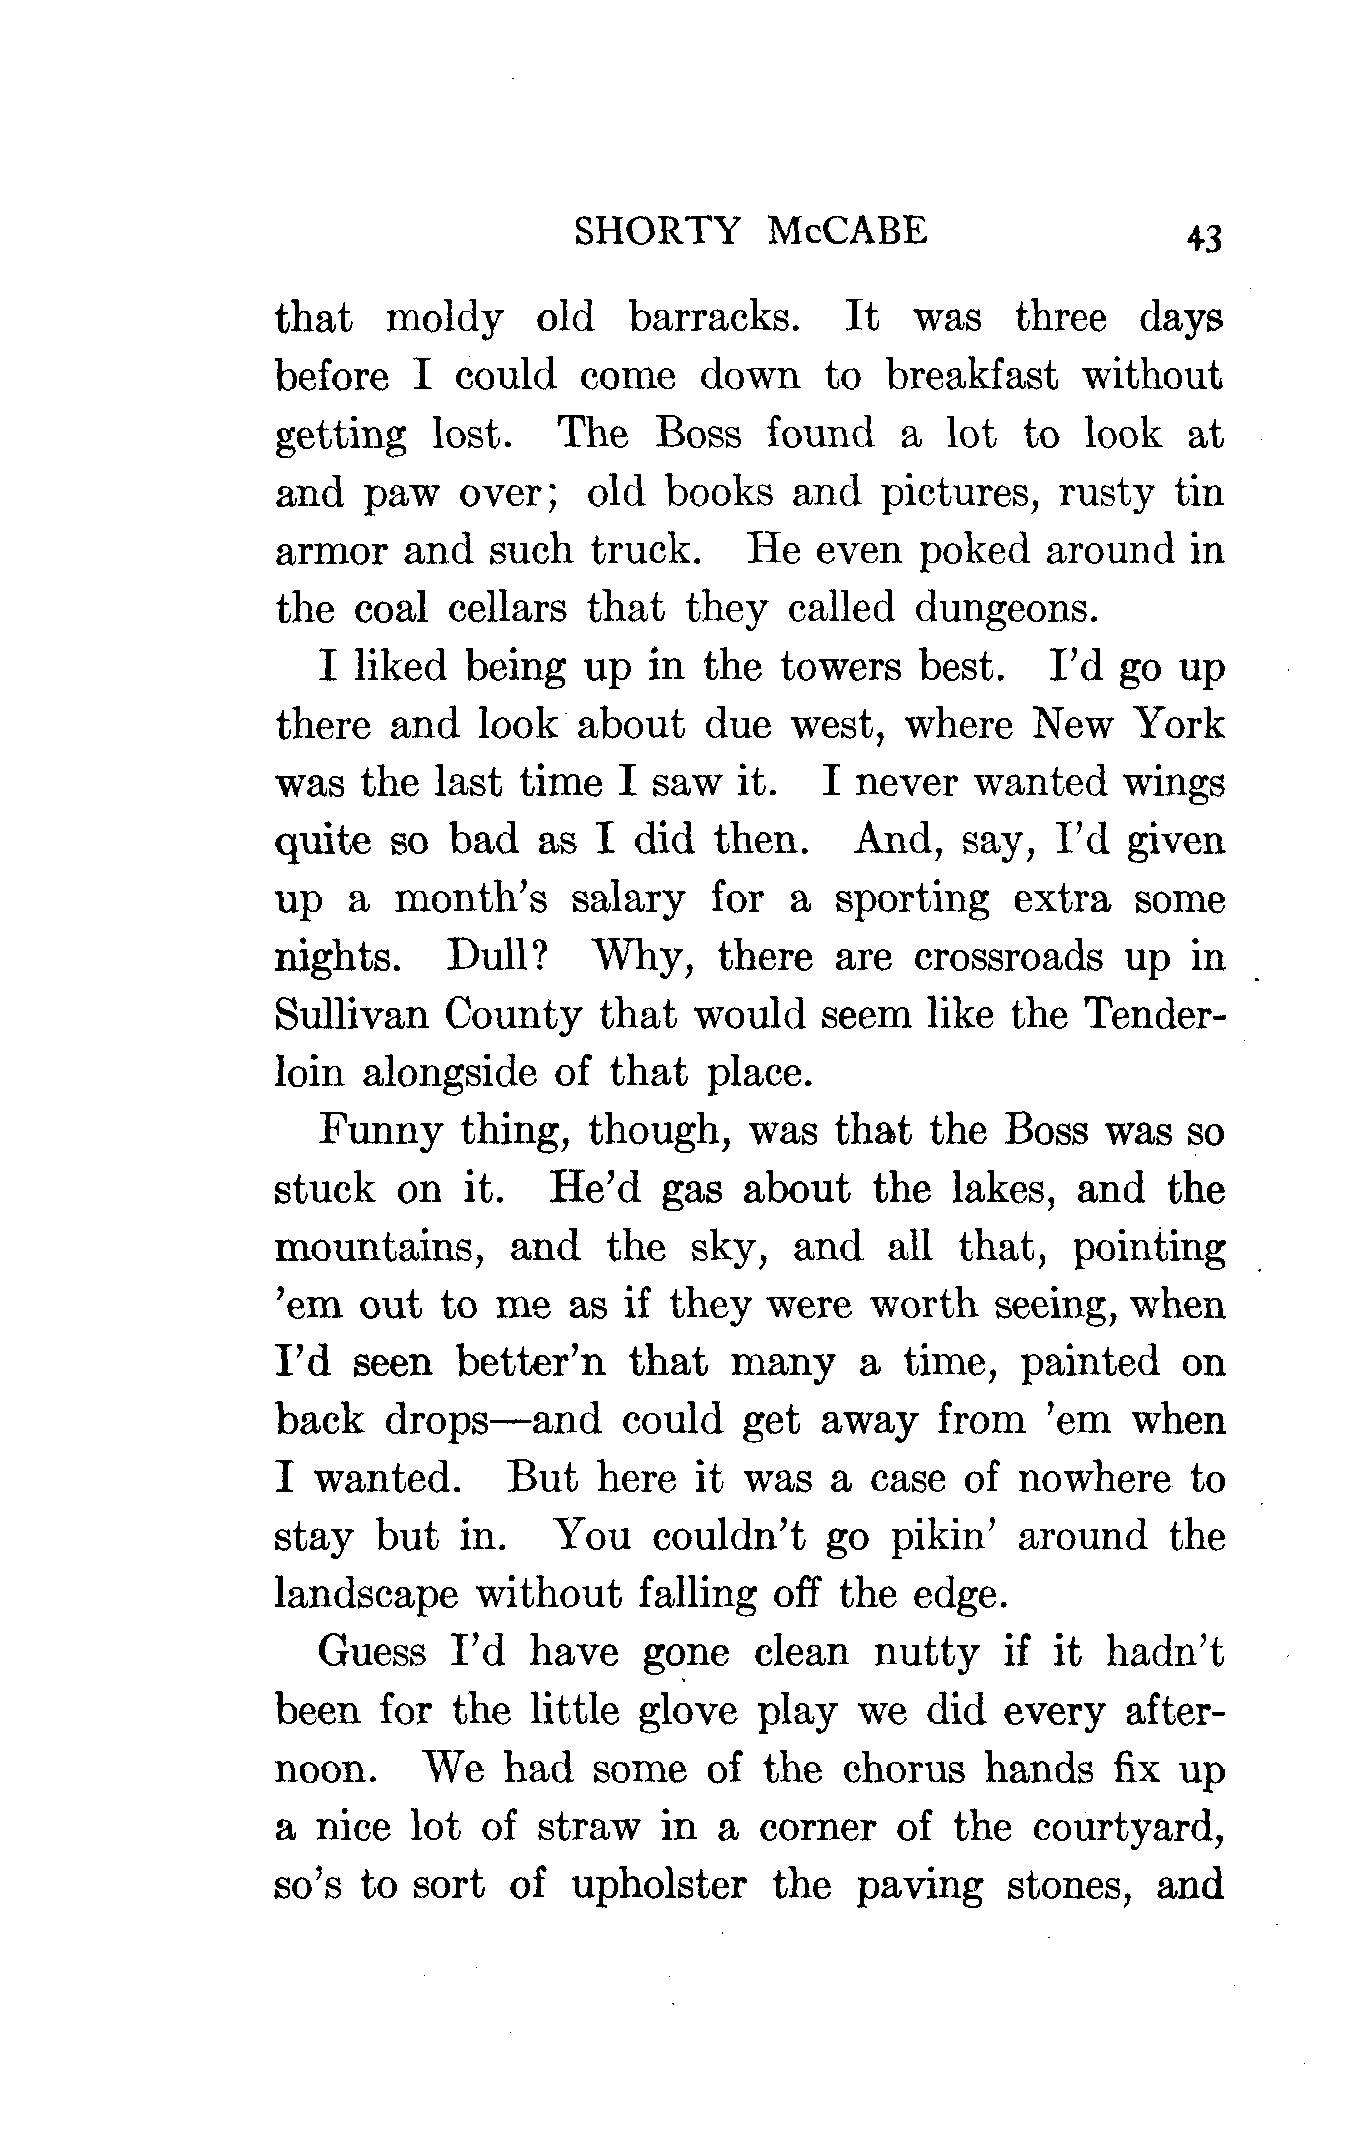 SHORTY McCABE 43
that moldy old barracks. It was three days
before I could come down to breakfast without
getting lost. The Boss found a lot to look at
and paw over; old books and pictures, rusty tin
armor and such truck. He even poked around in
the coal cellars that they called dungeons.
I liked being up in the towers best. I'd go up
there and look about due west, where New York
was the last time I saw it. I never wanted wings
quite so bad as I did then. And, say, I'd given
up a month's salary for a sporting extra some
nights. Dull? Why, there are crossroads up in
Sullivan County that would seem like the Tender-
loin alongside of that place.
Funny thing, though, was that the Boss was so
stuck on it. He'd gas about the lakes, and the
mountains, and the sky, and all that, pointing
'em out to me as if they were worth seeing, when
I'd seen better'n that many a time, painted on
back drops—and could get away from 'em when
I wanted. But here it was a case of nowhere to
stay but in. You couldn't go pikin' around the
landscape without falling off the edge.
Guess I'd have gone clean nutty if it hadn't
been for the little glove play we did every after-
noon. We had some of the chorus hands fix up
a nice lot of straw in a corner of the courtyard,
so's to sort of upholster the paving stones, and